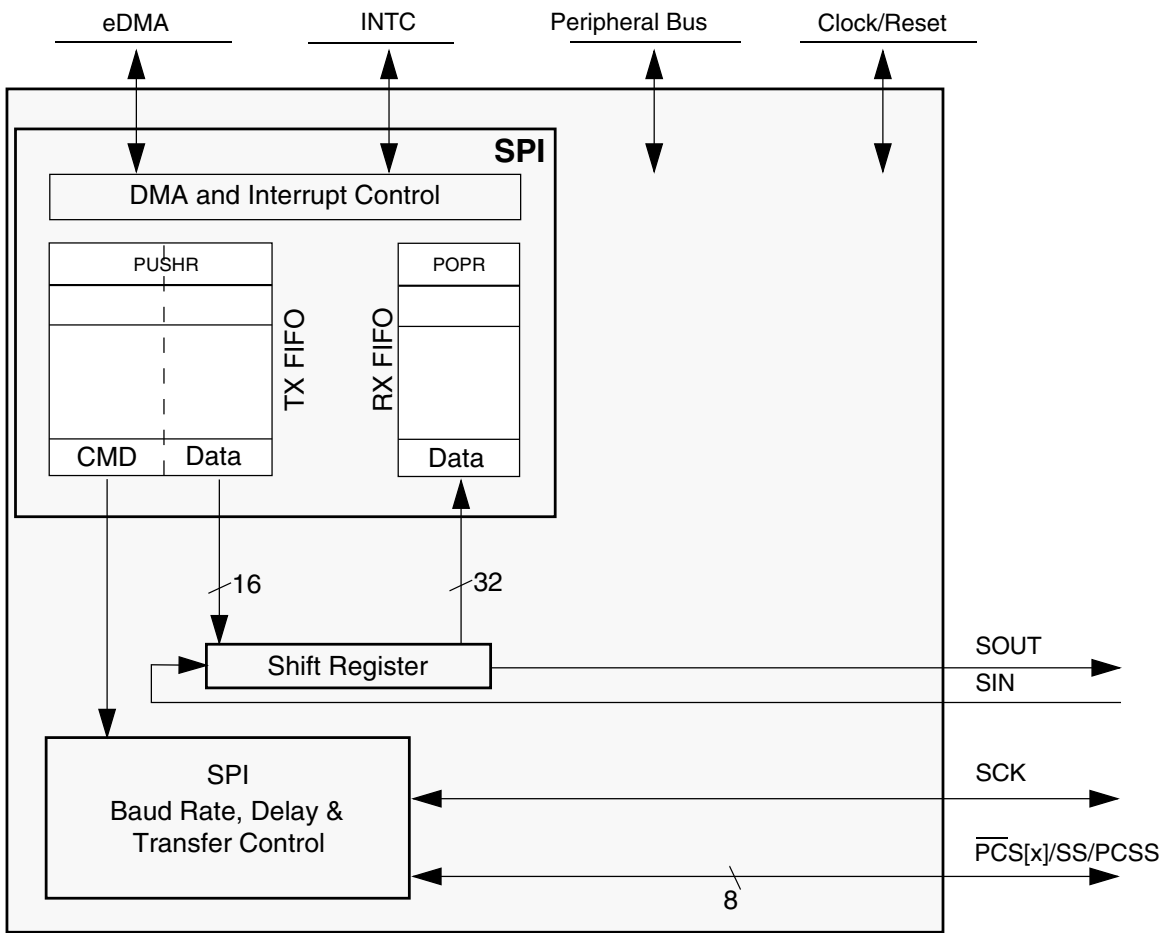 eDMA
INTC
Peripheral Bus
Clock/Reset
SPI
DMA and Interrupt Control
PUSHR
POPR
TX FIFO
RX FIFO
CMD
Data
Data
16
32
Shift Register
SOUT
SIN
SPI
Baud Rate, Delay &
Transfer Control
SCK
PCS[x]/SS/PCSS
8